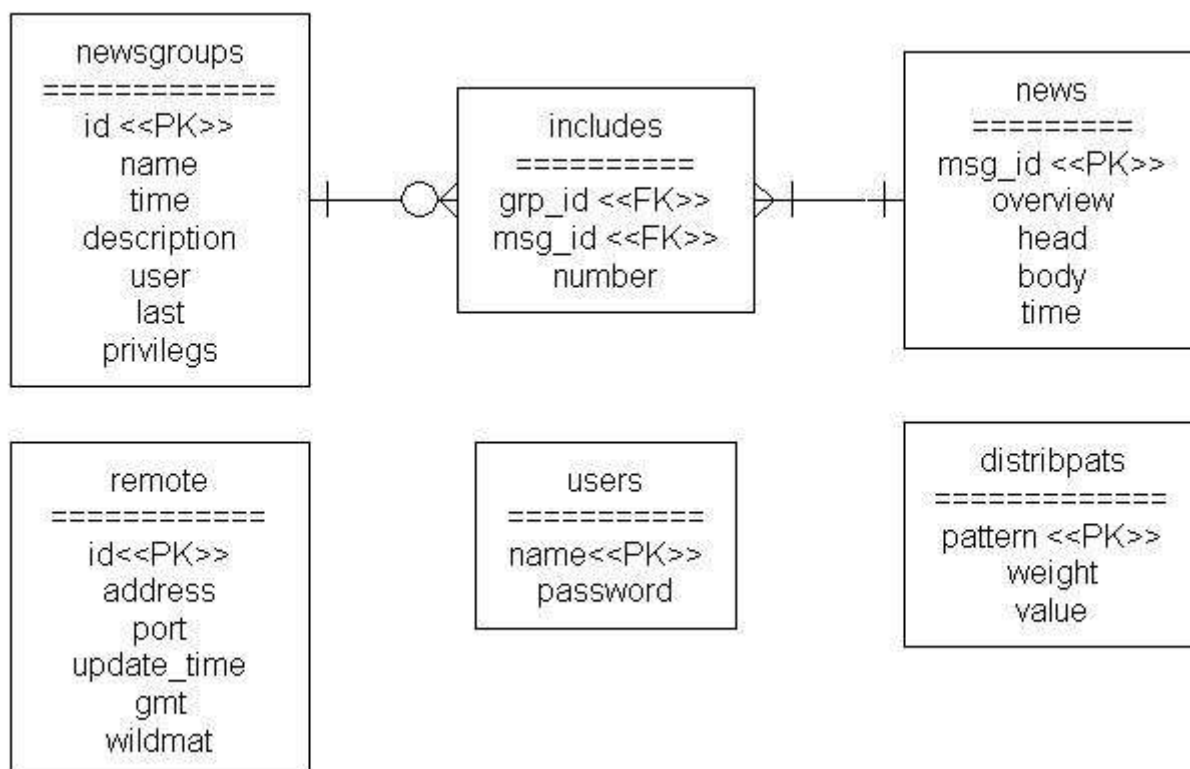 newsgroups
=============
id <<PK>>
name
time
description
user
last
privilegs
includes
==========
grp_id <<FK>>
msg_id <<FK>>
number
news
=========
msg_id <<PK>>
overview
head
body
time
remote
============
id<<PK>>
address
port
update_time
gmt
wildmat
users
===========
name<<PK>>
password
distribpats
=============
pattern <<PK>>
weight
value